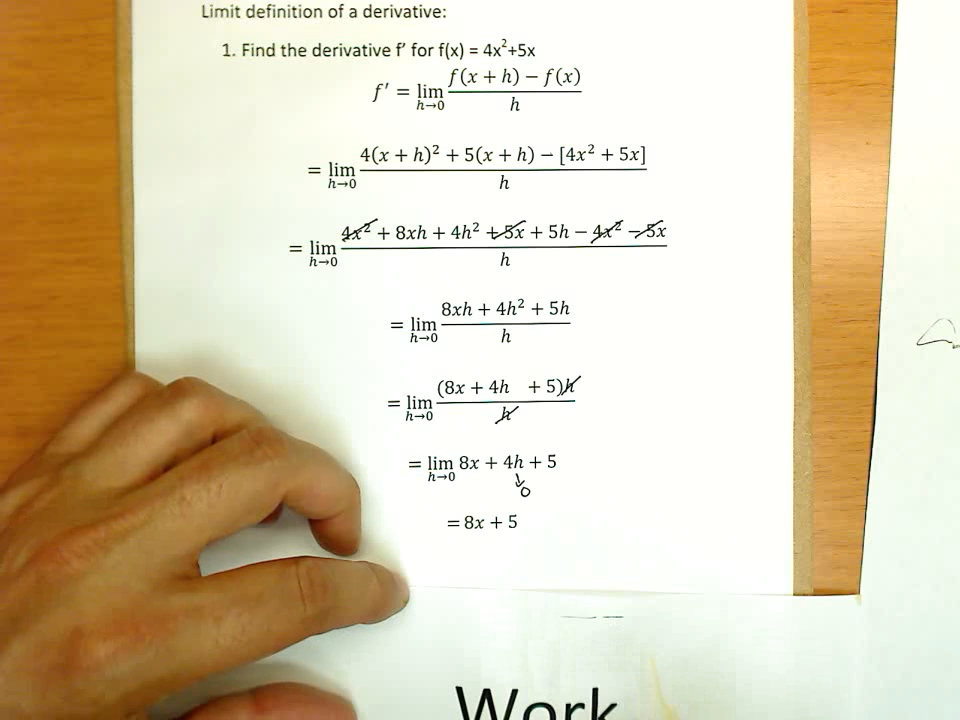 Limit definition of a derivative:
1. Find the derivative f' for f(x) = 4x²+5x
f′ = lim h→0 f(x + h) − f(x) / h
= lim h→0 4(x + h)² + 5(x + h) − [4x² + 5x] / h
= lim h→0 4x² + 8xh + 4h² + 5x + 5h − 4x² − 5x / h
= lim h→0 8xh + 4h² + 5h / h
= lim h→0 (8x + 4h + 5)h / h
= lim h→0 8x + 4h + 5
↓0
= 8x + 5
Work